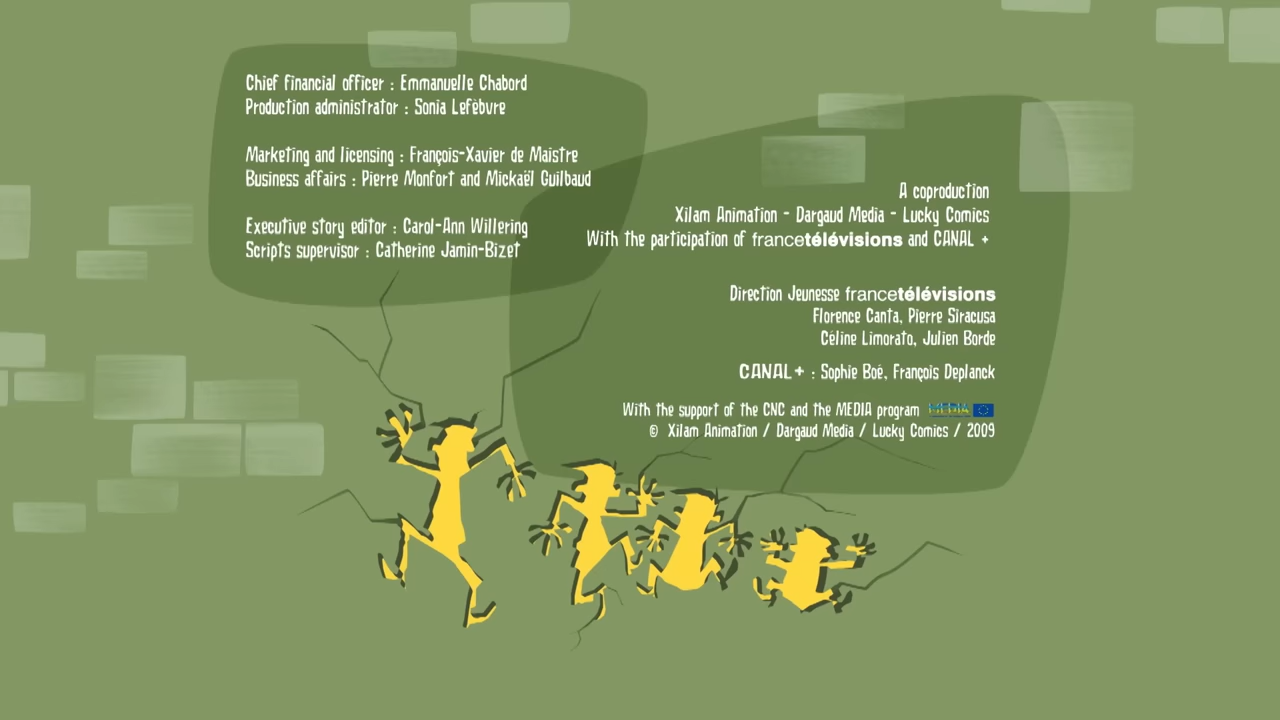 Chief financial officer : Emmanuelle Chabord
Production administrator : Sonia Lefèbvre
Marketing and licensing : François-Xavier de Maistre
Business affairs : Pierre Monfort and Mickaël Guilbaud
Executive story editor : Carol-Ann Willering
Scripts supervisor : Catherine Jamin-Bizet
A coproduction
Xilam Animation - Dargaud Media - Lucky Comics
With the participation of francetélévisions and CANAL +
Direction Jeunesse francetélévisions
Florence Canta, Pierre Siracusa
Céline Limorato, Julien Borde
CANAL+ : Sophie Boé, François Deplanck
With the support of the CNC and the MEDIA program MEDIA
© Xilam Animation / Dargaud Media / Lucky Comics / 2009